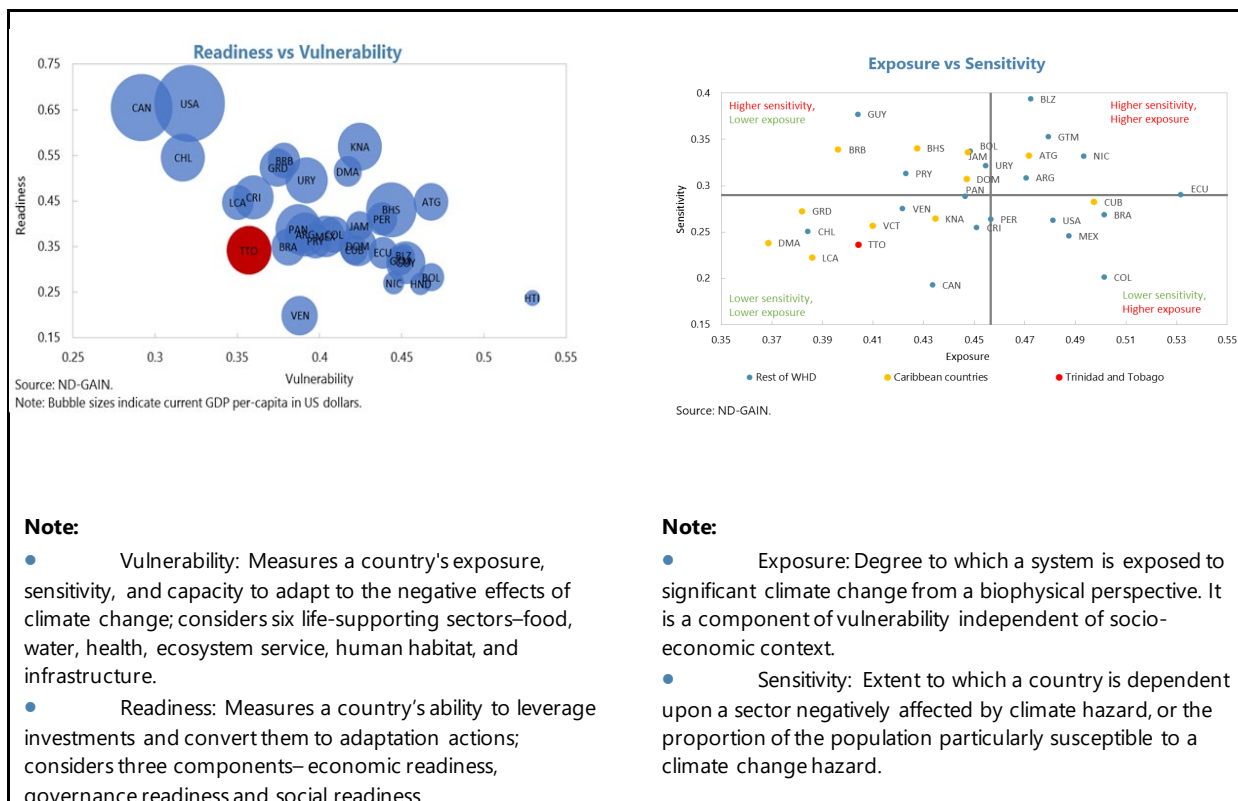 Readiness vs Vulnerability
0.75
0.65
0.55
0.45
0.35
0.25
0.15
Readiness
CAN
USA
CHL
KNA
BRB
GRD
DMA
URY
CRI
LCA
BHS
ATG
PER
JAM
PAN
ARG
MEX
COL
PRY
BRA
DOM
CUB
TTO
ECU
BLZ
GUY
BOL
NIC
HND
HTI
VEN
0.25
0.3
0.35
0.4
0.45
0.5
0.55
Vulnerability
Source: ND-GAIN.
Note: Bubble sizes indicate current GDP per-capita in US dollars.
Exposure vs Sensitivity
0.4
0.35
0.3
0.25
0.2
0.15
Sensitivity
Higher sensitivity,
Lower exposure
Higher sensitivity,
Higher exposure
Lower sensitivity,
Lower exposure
Lower sensitivity,
Higher exposure
BLZ
GUY
GTM
BRB
BHS
BOL
JAM
ATG
NIC
URY
PRY
DOM
ARG
PAN
ECU
CUB
VEN
GRD
KNA
PER
USA
BRA
CHL
VCT
CRI
MEX
DMA
TTO
LCA
CAN
COL
0.35
0.37
0.39
0.41
0.43
0.45
0.47
0.49
0.51
0.53
0.55
Exposure
Rest of WHD
Caribbean countries
Trinidad and Tobago
Source: ND-GAIN.
Note:
• Vulnerability: Measures a country's exposure,
sensitivity, and capacity to adapt to the negative effects of
climate change; considers six life-supporting sectors–food,
water, health, ecosystem service, human habitat, and
infrastructure.
• Readiness: Measures a country’s ability to leverage
investments and convert them to adaptation actions;
considers three components– economic readiness,
governance readiness and social readiness
Note:
• Exposure: Degree to which a system is exposed to
significant climate change from a biophysical perspective. It
is a component of vulnerability independent of socio-
economic context.
• Sensitivity: Extent to which a country is dependent
upon a sector negatively affected by climate hazard, or the
proportion of the population particularly susceptible to a
climate change hazard.